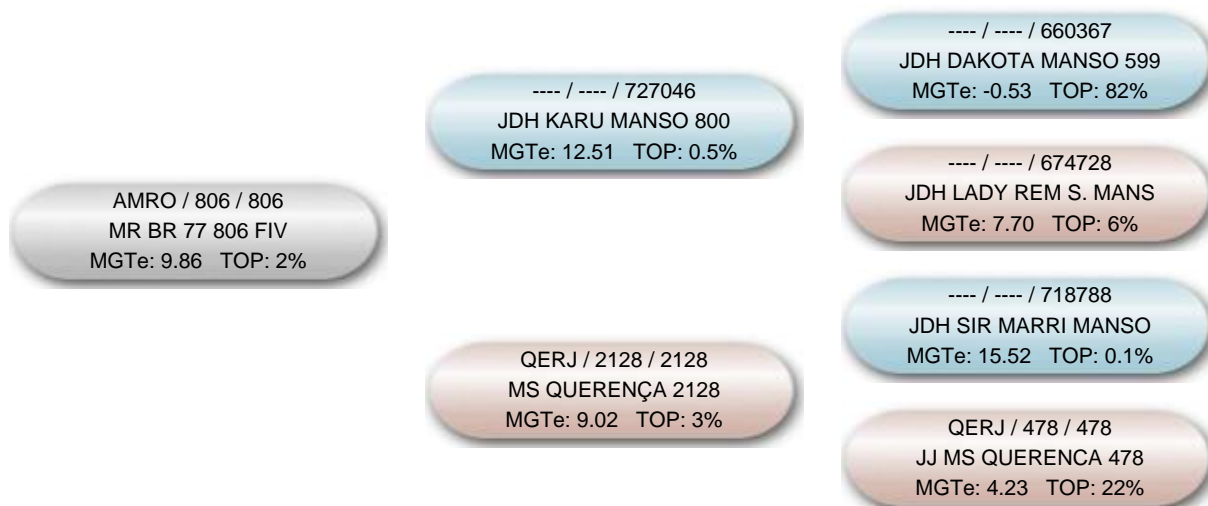 AMRO / 806 / 806
MR BR 77 806 FIV
MGTe: 9.86 TOP: 2%
---- / ---- / 727046
JDH KARU MANSO 800
MGTe: 12.51 TOP: 0.5%
QERJ / 2128 / 2128
MS QUERENÇA 2128
MGTe: 9.02 TOP: 3%
---- / ---- / 660367
JDH DAKOTA MANSO 599
MGTe: -0.53 TOP: 82%
---- / ---- / 674728
JDH LADY REM S. MANS
MGTe: 7.70 TOP: 6%
---- / ---- / 718788
JDH SIR MARRI MANSO
MGTe: 15.52 TOP: 0.1%
QERJ / 478 / 478
JJ MS QUERENCA 478
MGTe: 4.23 TOP: 22%